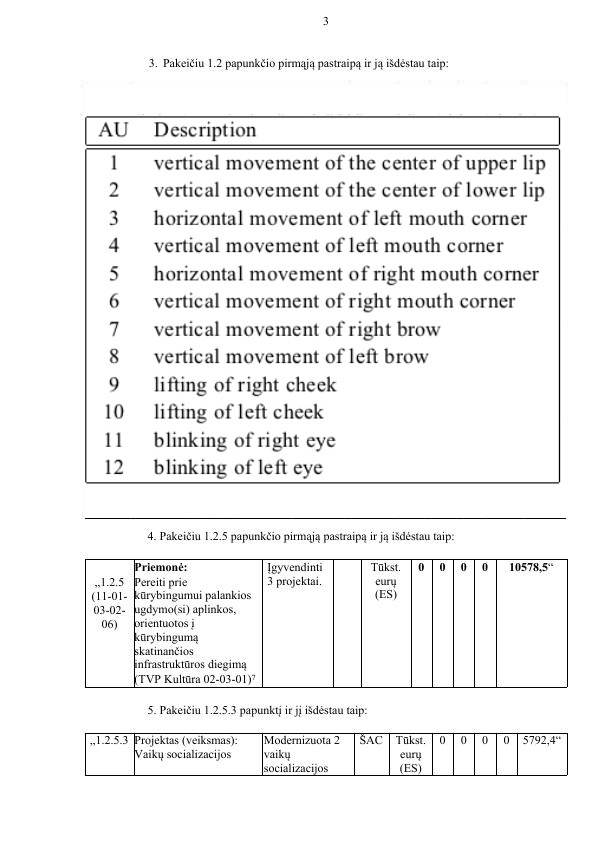 3
3. Pakeičiu 1.2 papunkčio pirmąją pastraipą ir ją išdėstau taip:
AU Description
1 vertical movement of the center of upper lip
2 vertical movement of the center of lower lip
3 horizontal movement of left mouth corner
4 vertical movement of left mouth corner
5 horizontal movement of right mouth corner
6 vertical movement of right mouth corner
7 vertical movement of right brow
8 vertical movement of left brow
9 lifting of right cheek
10 lifting of left cheek
11 blinking of right eye
12 blinking of left eye
4. Pakeičiu 1.2.5 papunkčio pirmąją pastraipą ir ją išdėstau taip:
„1.2.5
(11-01-
03-02-
06)
Priemonė:
Pereiti prie
kūrybingumui palankios
ugdymo(si) aplinkos,
orientuotos į
kūrybingumą
skatinančios
infrastruktūros diegimą
(TVP Kultūra 02-03-01)⁷
Įgyvendinti
3 projektai.
Tūkst.
eurų
(ES)
0 0 0 0 10578,5“
5. Pakeičiu 1.2.5.3 papunktį ir jį išdėstau taip:
„1.2.5.3
Projektas (veiksmas):
Vaikų socializacijos
Modernizuota 2
vaikų
socializacijos
ŠAC
Tūkst.
eurų
(ES)
0 0 0 0 5792,4“